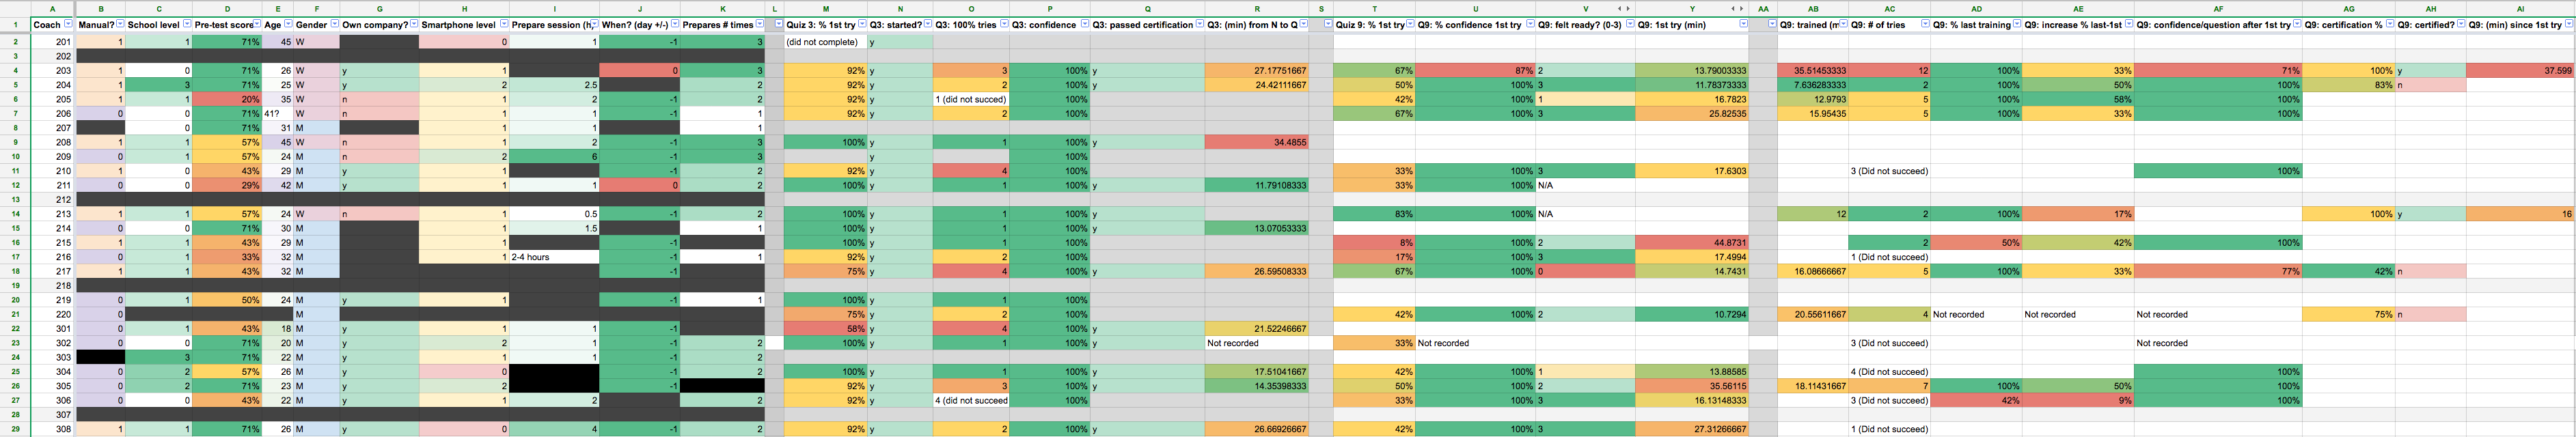 A B C D E F G H I J K L M N O P Q R S T U V Y AA AB AC AD AE AF AG AH AI
1 Coach Manual? School level Pre-test score Age Gender Own company? Smartphone level Prepare session (h When? (day +/-) Prepares # times Quiz 3: % 1st try Q3: started? Q3: 100% tries Q3: confidence Q3: passed certification Q3: (min) from N to Q Quiz 9: % 1st try Q9: % confidence 1st try Q9: felt ready? (0-3) Q9: 1st try (min) Q9: trained (m Q9: # of tries Q9: % last training Q9: increase % last-1st Q9: confidence/question after 1st try Q9: certification % Q9: certified? Q9: (min) since 1st try
2 201 1 1 71% 45 W 0 1 -1 3 (did not complete) y
3 202
4 203 1 0 71% 26 W y 1 0 3 92% y 3 100% y 27.17751667 67% 87% 2 13.79003333 35.51453333 12 100% 33% 71% 100% y 37.599
5 204 1 3 71% 25 W y 2 2.5 2 92% y 2 100% y 24.42111667 50% 100% 3 11.78373333 7.636283333 2 100% 50% 100% 83% n
6 205 1 1 20% 35 W n 1 2 -1 2 92% y 1 (did not succed) 100% 42% 100% 1 16.7823 12.9793 5 100% 58% 100%
7 206 0 0 71% 41? W n 1 1 -1 1 92% y 2 100% 67% 100% 3 25.82535 15.95435 5 100% 33% 100%
8 207 0 71% 31 M 1 1 1
9 208 1 1 57% 45 W n 1 2 -1 3 100% y 1 100% y 34.4855
10 209 0 1 57% 24 M n 2 6 -1 3 y 100%
11 210 1 0 43% 29 M y 1 -1 2 92% y 4 100% 33% 100% 3 17.6303 3 (Did not succeed) 100%
12 211 0 0 29% 42 M y 1 1 0 2 100% y 1 100% y 11.79108333 33% 100% N/A
13 212
14 213 1 1 57% 24 W n 1 0.5 -1 2 100% y 1 100% y 83% 100% N/A 12 2 100% 17% 100% y 16
15 214 0 0 71% 30 M 1 1.5 1 100% y 1 100% y 13.07053333
16 215 1 1 43% 29 M 1 -1 100% y 1 100% 8% 100% 2 44.8731 2 50% 42% 100%
17 216 0 1 33% 32 M 1 2-4 hours -1 1 92% y 2 100% 17% 100% 3 17.4994 1 (Did not succeed)
18 217 1 1 43% 32 M -1 75% y 4 100% y 26.59508333 67% 100% 0 14.7431 16.08666667 5 100% 33% 77% 42% n
19 218
20 219 0 1 50% 24 M y 1 -1 1 100% y 1 100%
21 220 0 75% y 2 100% 42% 100% 2 10.7294 20.55611667 4 Not recorded Not recorded Not recorded 75% n
22 301 0 1 43% 18 M y 1 1 -1 58% y 4 100% y 21.52246667
23 302 0 0 71% 20 M y 2 1 -1 2 100% y 1 100% y Not recorded 33% Not recorded 3 (Did not succeed) Not recorded
24 303 3 71% 22 M y 1 1 -1 2
25 304 0 2 57% 26 M y 0 -1 2 100% y 1 100% y 17.51041667 42% 100% 1 13.88585 4 (Did not succeed) 100%
26 305 0 2 71% 23 M y 2 -1 92% y 3 100% y 14.35398333 50% 100% 2 35.56115 18.11431667 7 100% 50% 100%
27 306 0 0 43% 22 M y 1 2 2 92% y 4 (did not succeed 100% 33% 100% 3 16.13148333 3 (Did not succeed) 42% 9% 100%
28 307
29 308 1 1 71% 26 M y 0 4 -1 2 92% y 2 100% y 26.66926667 42% 100% 3 27.31266667 1 (Did not succeed)